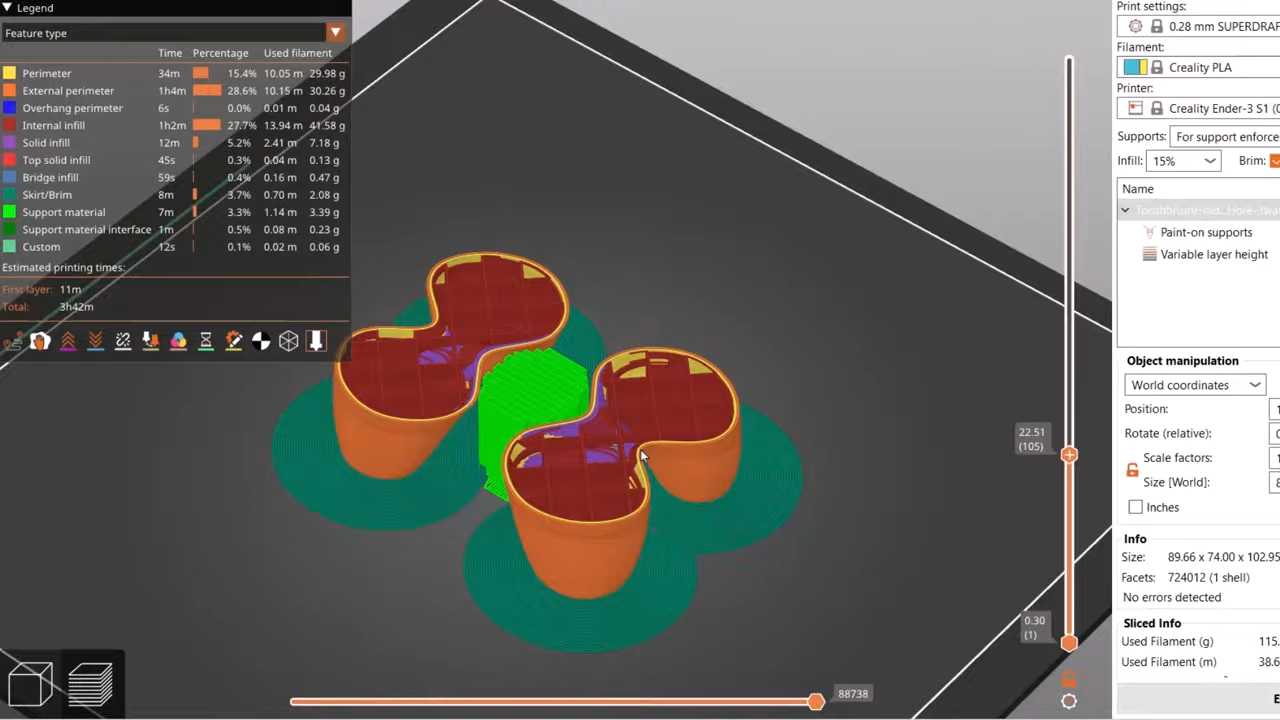 Legend
Feature type
Time Percentage Used filament
Perimeter 34m 15.4% 10.05 m 29.98 g
External perimeter 1h4m 28.6% 10.15 m 30.26 g
Overhang perimeter 6s 0.0% 0.01 m 0.04 g
Internal infill 1h2m 27.7% 13.94 m 41.58 g
Solid infill 12m 5.2% 2.41 m 7.18 g
Top solid infill 45s 0.3% 0.04 m 0.13 g
Bridge infill 59s 0.4% 0.16 m 0.47 g
Skirt/Brim 8m 3.7% 0.70 m 2.08 g
Support material 7m 3.3% 1.14 m 3.39 g
Support material interface 1m 0.5% 0.08 m 0.23 g
Custom 12s 0.1% 0.02 m 0.06 g
Estimated printing times:
First layer: 11m
Total: 3h42m
22.51
(105)
0.30
(1)
88738
Print settings:
0.28 mm SUPERDRAF
Filament:
Creality PLA
Printer:
Creality Ender-3 S1 (
Supports: For support enforce
Infill: 15% Brim:
Name
Paint-on supports
Variable layer height
Object manipulation
World coordinates
Position: 1
Rotate (relative):
Scale factors: 1
Size [World]: 8
Inches
Info
Size: 89.66 x 74.00 x 102.95
Facets: 724012 (1 shell)
No errors detected
Sliced Info
Used Filament (g) 115.
Used Filament (m) 38.6
E